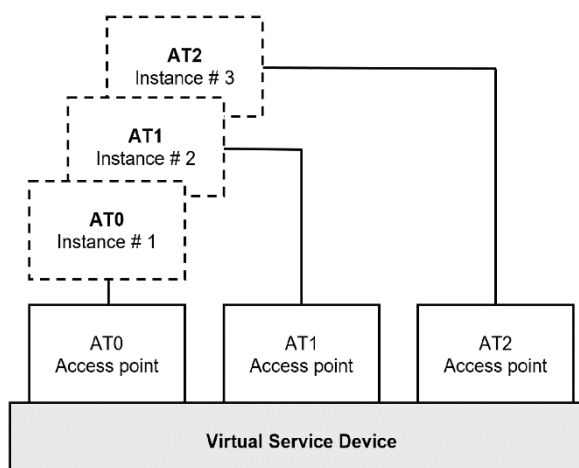 AT2
Instance # 3
AT1
Instance # 2
AT0
Instance # 1
AT0
Access point
AT1
Access point
AT2
Access point
Virtual Service Device